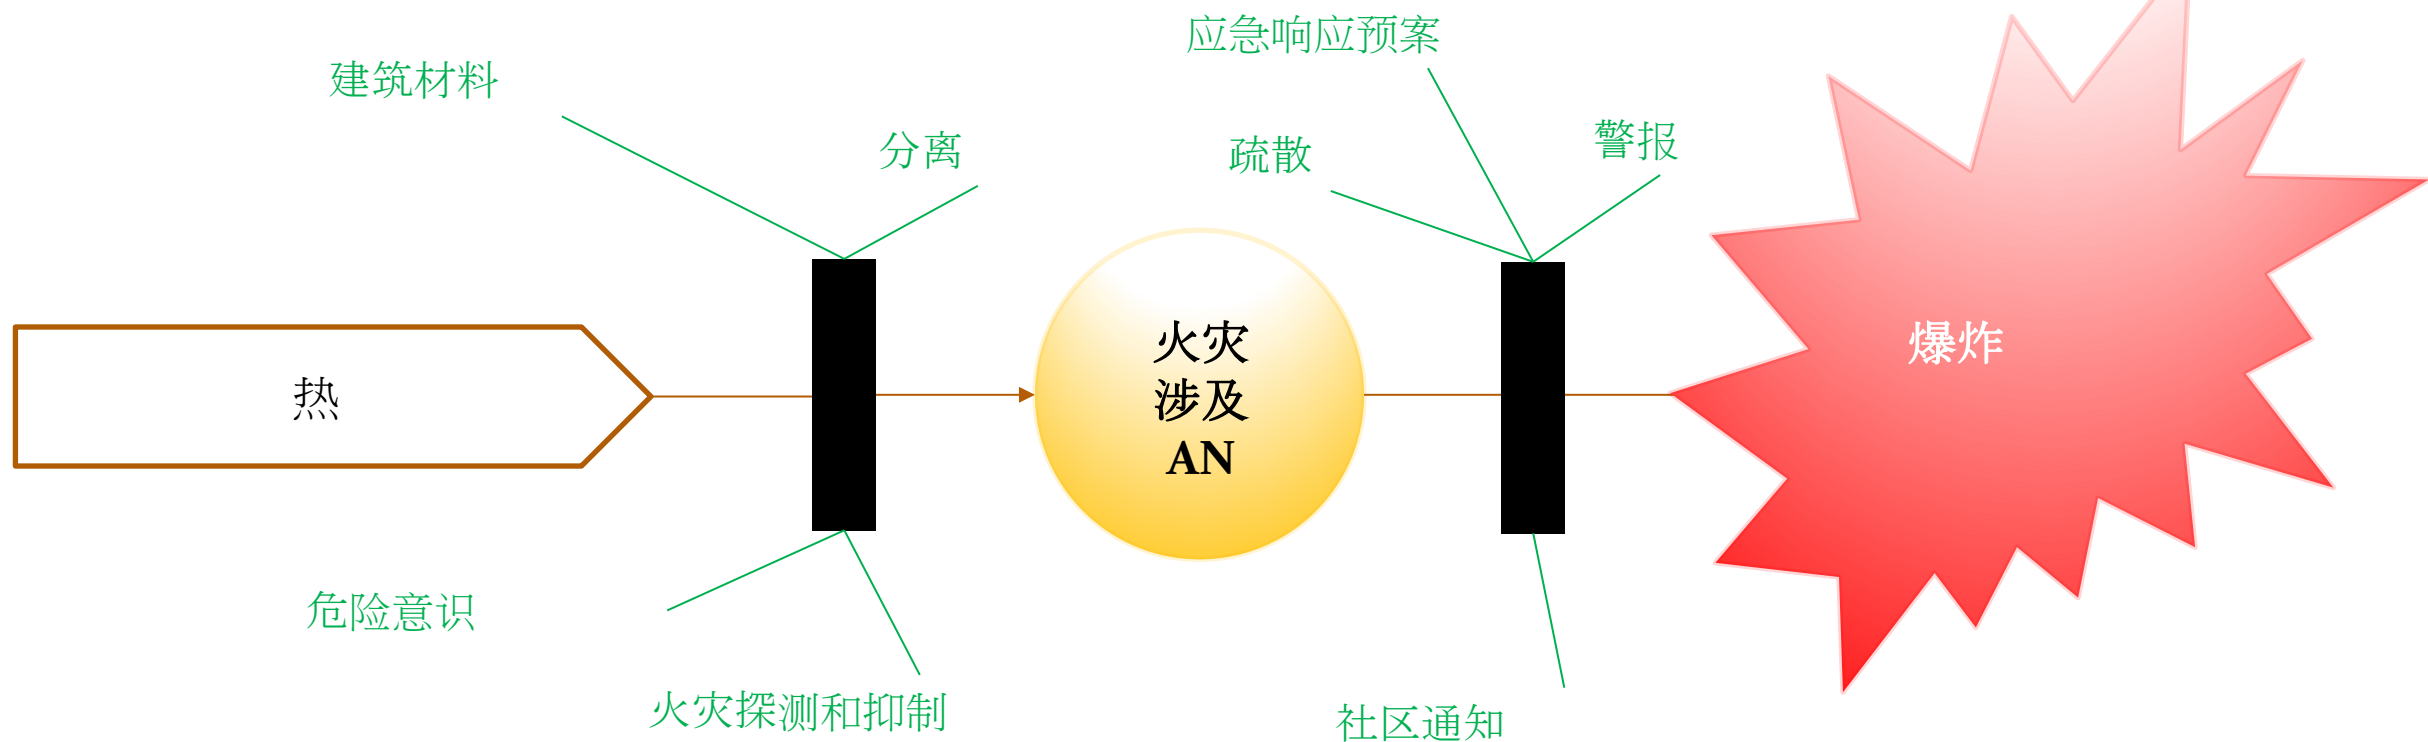 应急响应预案
建筑材料
分离
疏散
警报
热
火灾
涉及
AN
爆炸
危险意识
火灾探测和抑制
社区通知